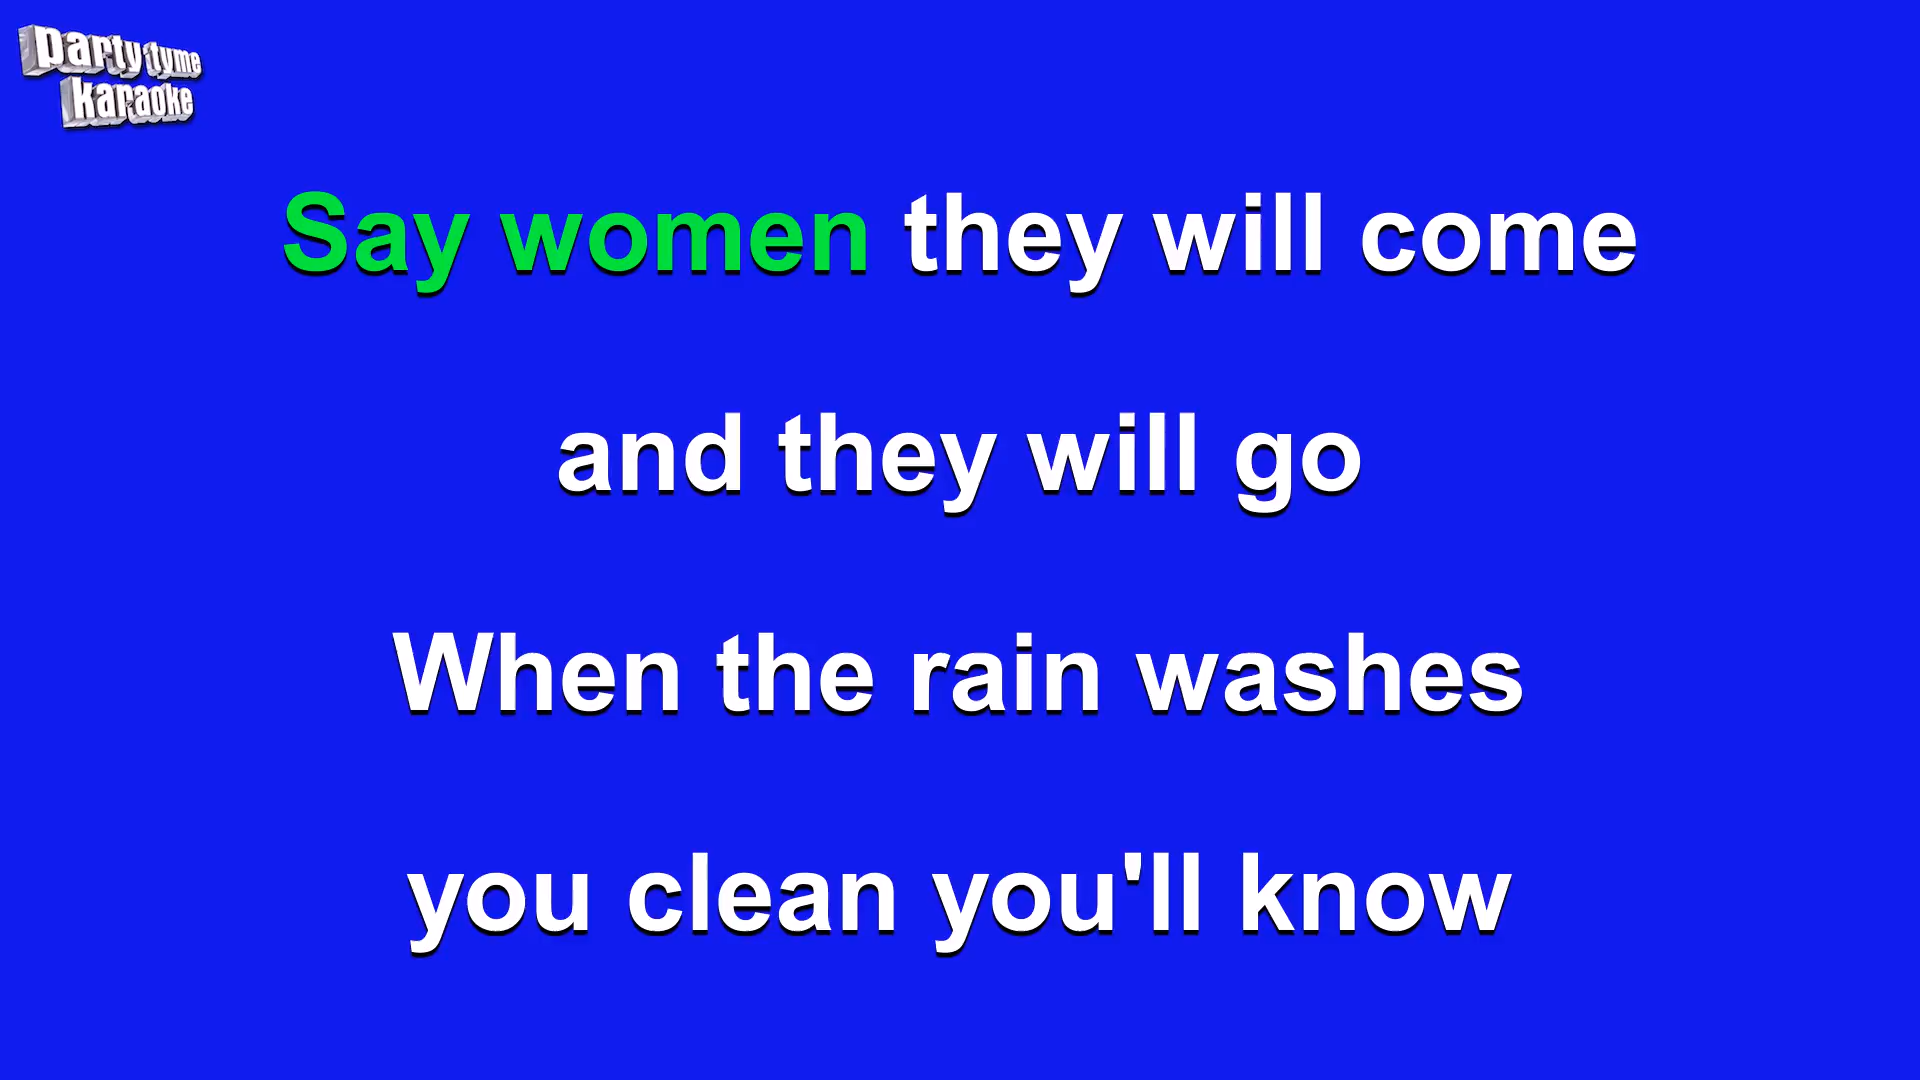 party tyme
karaoke
Say women they will come
and they will go
When the rain washes
you clean you'll know